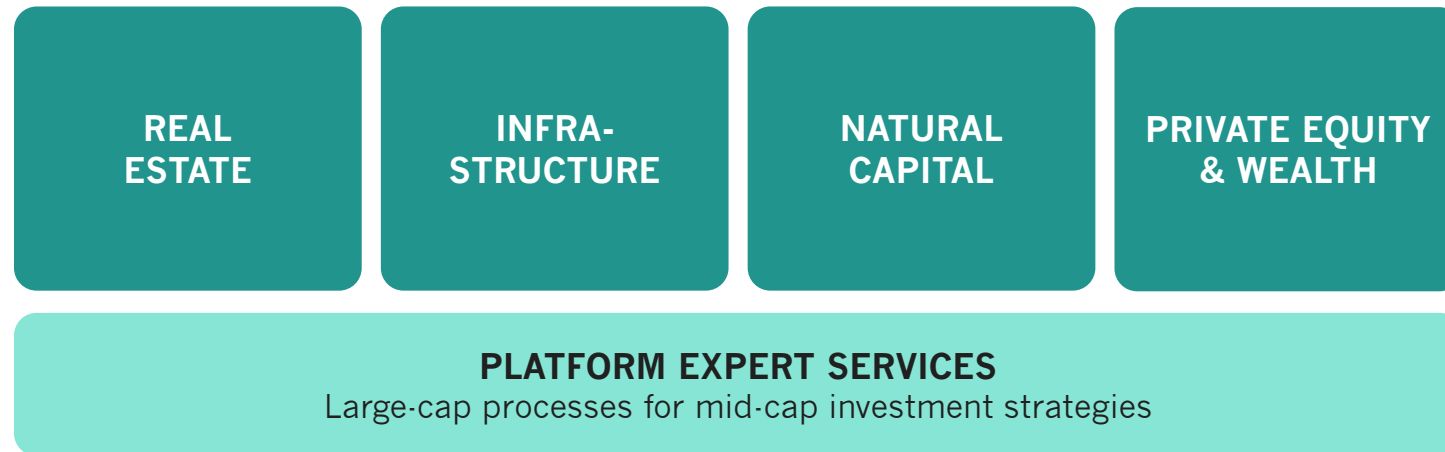 REAL
ESTATE
INFRA-
STRUCTURE
NATURAL
CAPITAL
PRIVATE EQUITY
& WEALTH
PLATFORM EXPERT SERVICES
Large-cap processes for mid-cap investment strategies